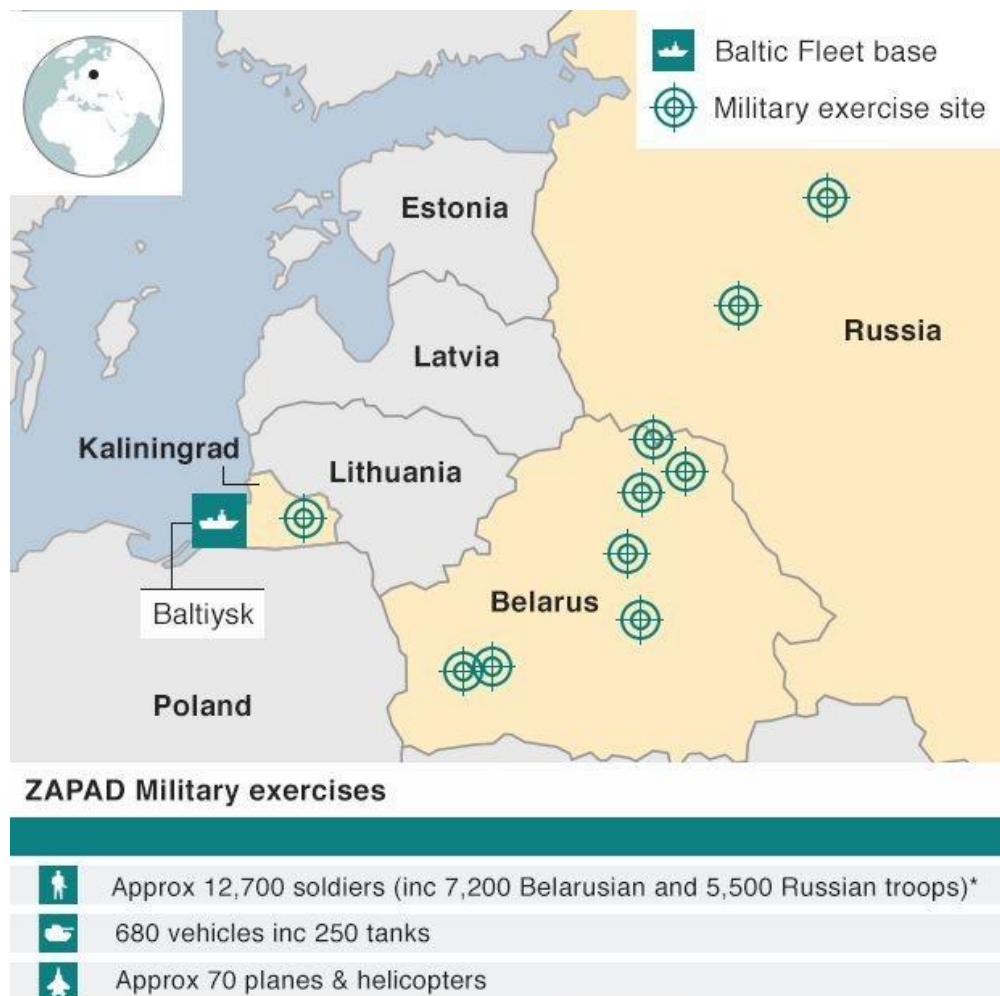 Baltic Fleet base
Military exercise site
Estonia
Russia
Latvia
Kaliningrad
Lithuania
Belarus
Baltiysk
Poland
ZAPAD Military exercises
Approx 12,700 soldiers (inc 7,200 Belarusian and 5,500 Russian troops)*
680 vehicles inc 250 tanks
Approx 70 planes & helicopters